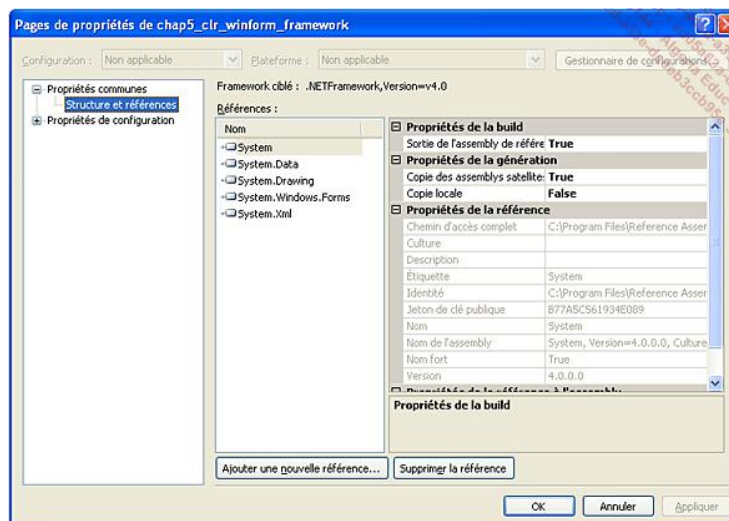 Pages de propriétés de chap5_clr_winform_framework
Configuration : Non applicable Plateforme : Non applicable Gestionnaire de configurations...
Propriétés communes
Structure et références
Propriétés de configuration
Framework ciblé : .NETFramework,Version=v4.0
Références :
Nom
System
System.Data
System.Drawing
System.Windows.Forms
System.Xml
Propriétés de la build
Sortie de l'assembly de référe True
Propriétés de la génération
Copie des assemblys satellite: True
Copie locale False
Propriétés de la référence
Chemin d'accès complet C:\Program Files\Reference Asser
Culture
Description
Étiquette System
Identité C:\Program Files\Reference Asser
Jeton de clé publique B77A5C561934E089
Nom System
Nom de l'assembly System, Version=4.0.0.0, Culture
Nom fort True
Version 4.0.0.0
Propriétés de la référence à l'assembly
Propriétés de la build
Ajouter une nouvelle référence... Supprimer la référence
OK Annuler Appliquer